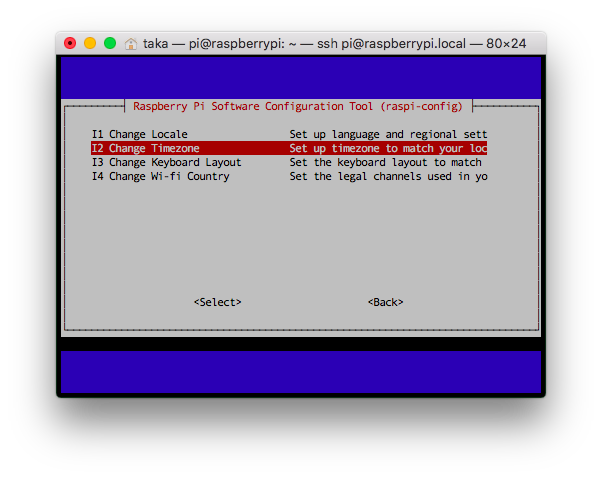 taka — pi@raspberrypi: ~ — ssh pi@raspberrypi.local — 80×24
Raspberry Pi Software Configuration Tool (raspi-config)
I1 Change Locale Set up language and regional sett
I2 Change Timezone Set up timezone to match your loc
I3 Change Keyboard Layout Set the keyboard layout to match
I4 Change Wi-fi Country Set the legal channels used in yo
<Select> <Back>